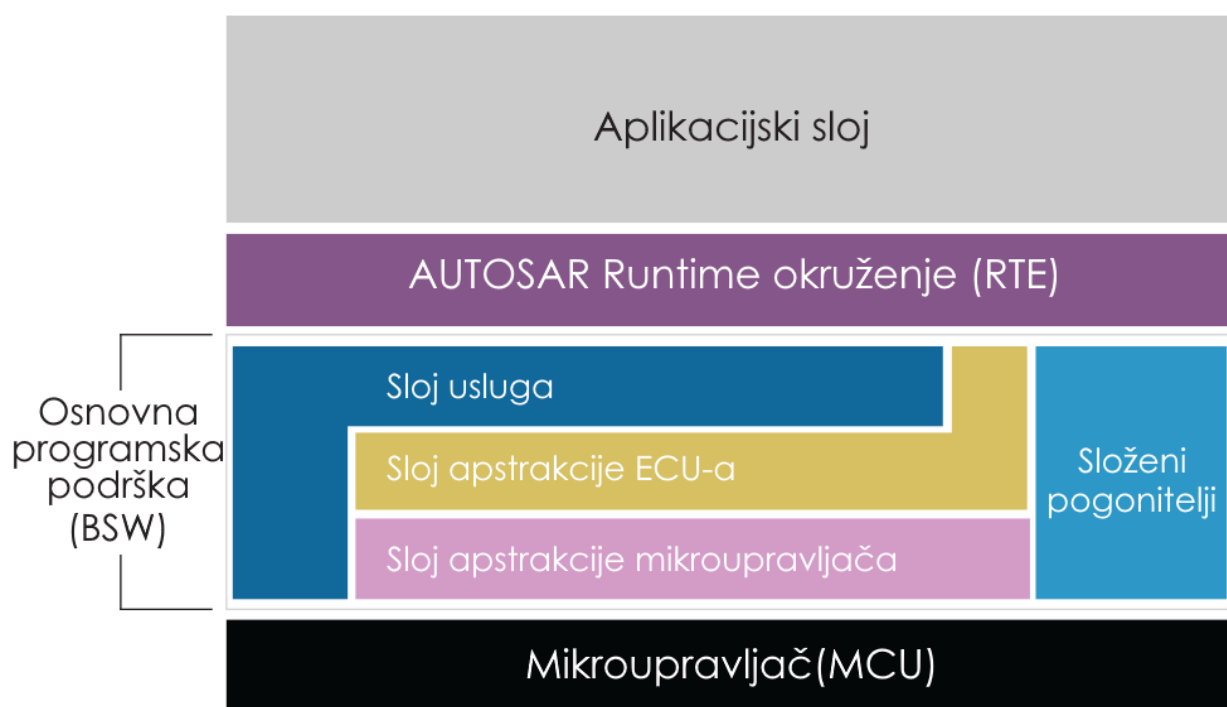 Aplikacijski sloj
AUTOSAR Runtime okruženje (RTE)
Osnovna
programska
podrška
(BSW)
Sloj usluga
Sloj apstrakcije ECU-a
Sloj apstrakcije mikroupravljača
Složeni
pogonitelji
Mikroupravljač(MCU)